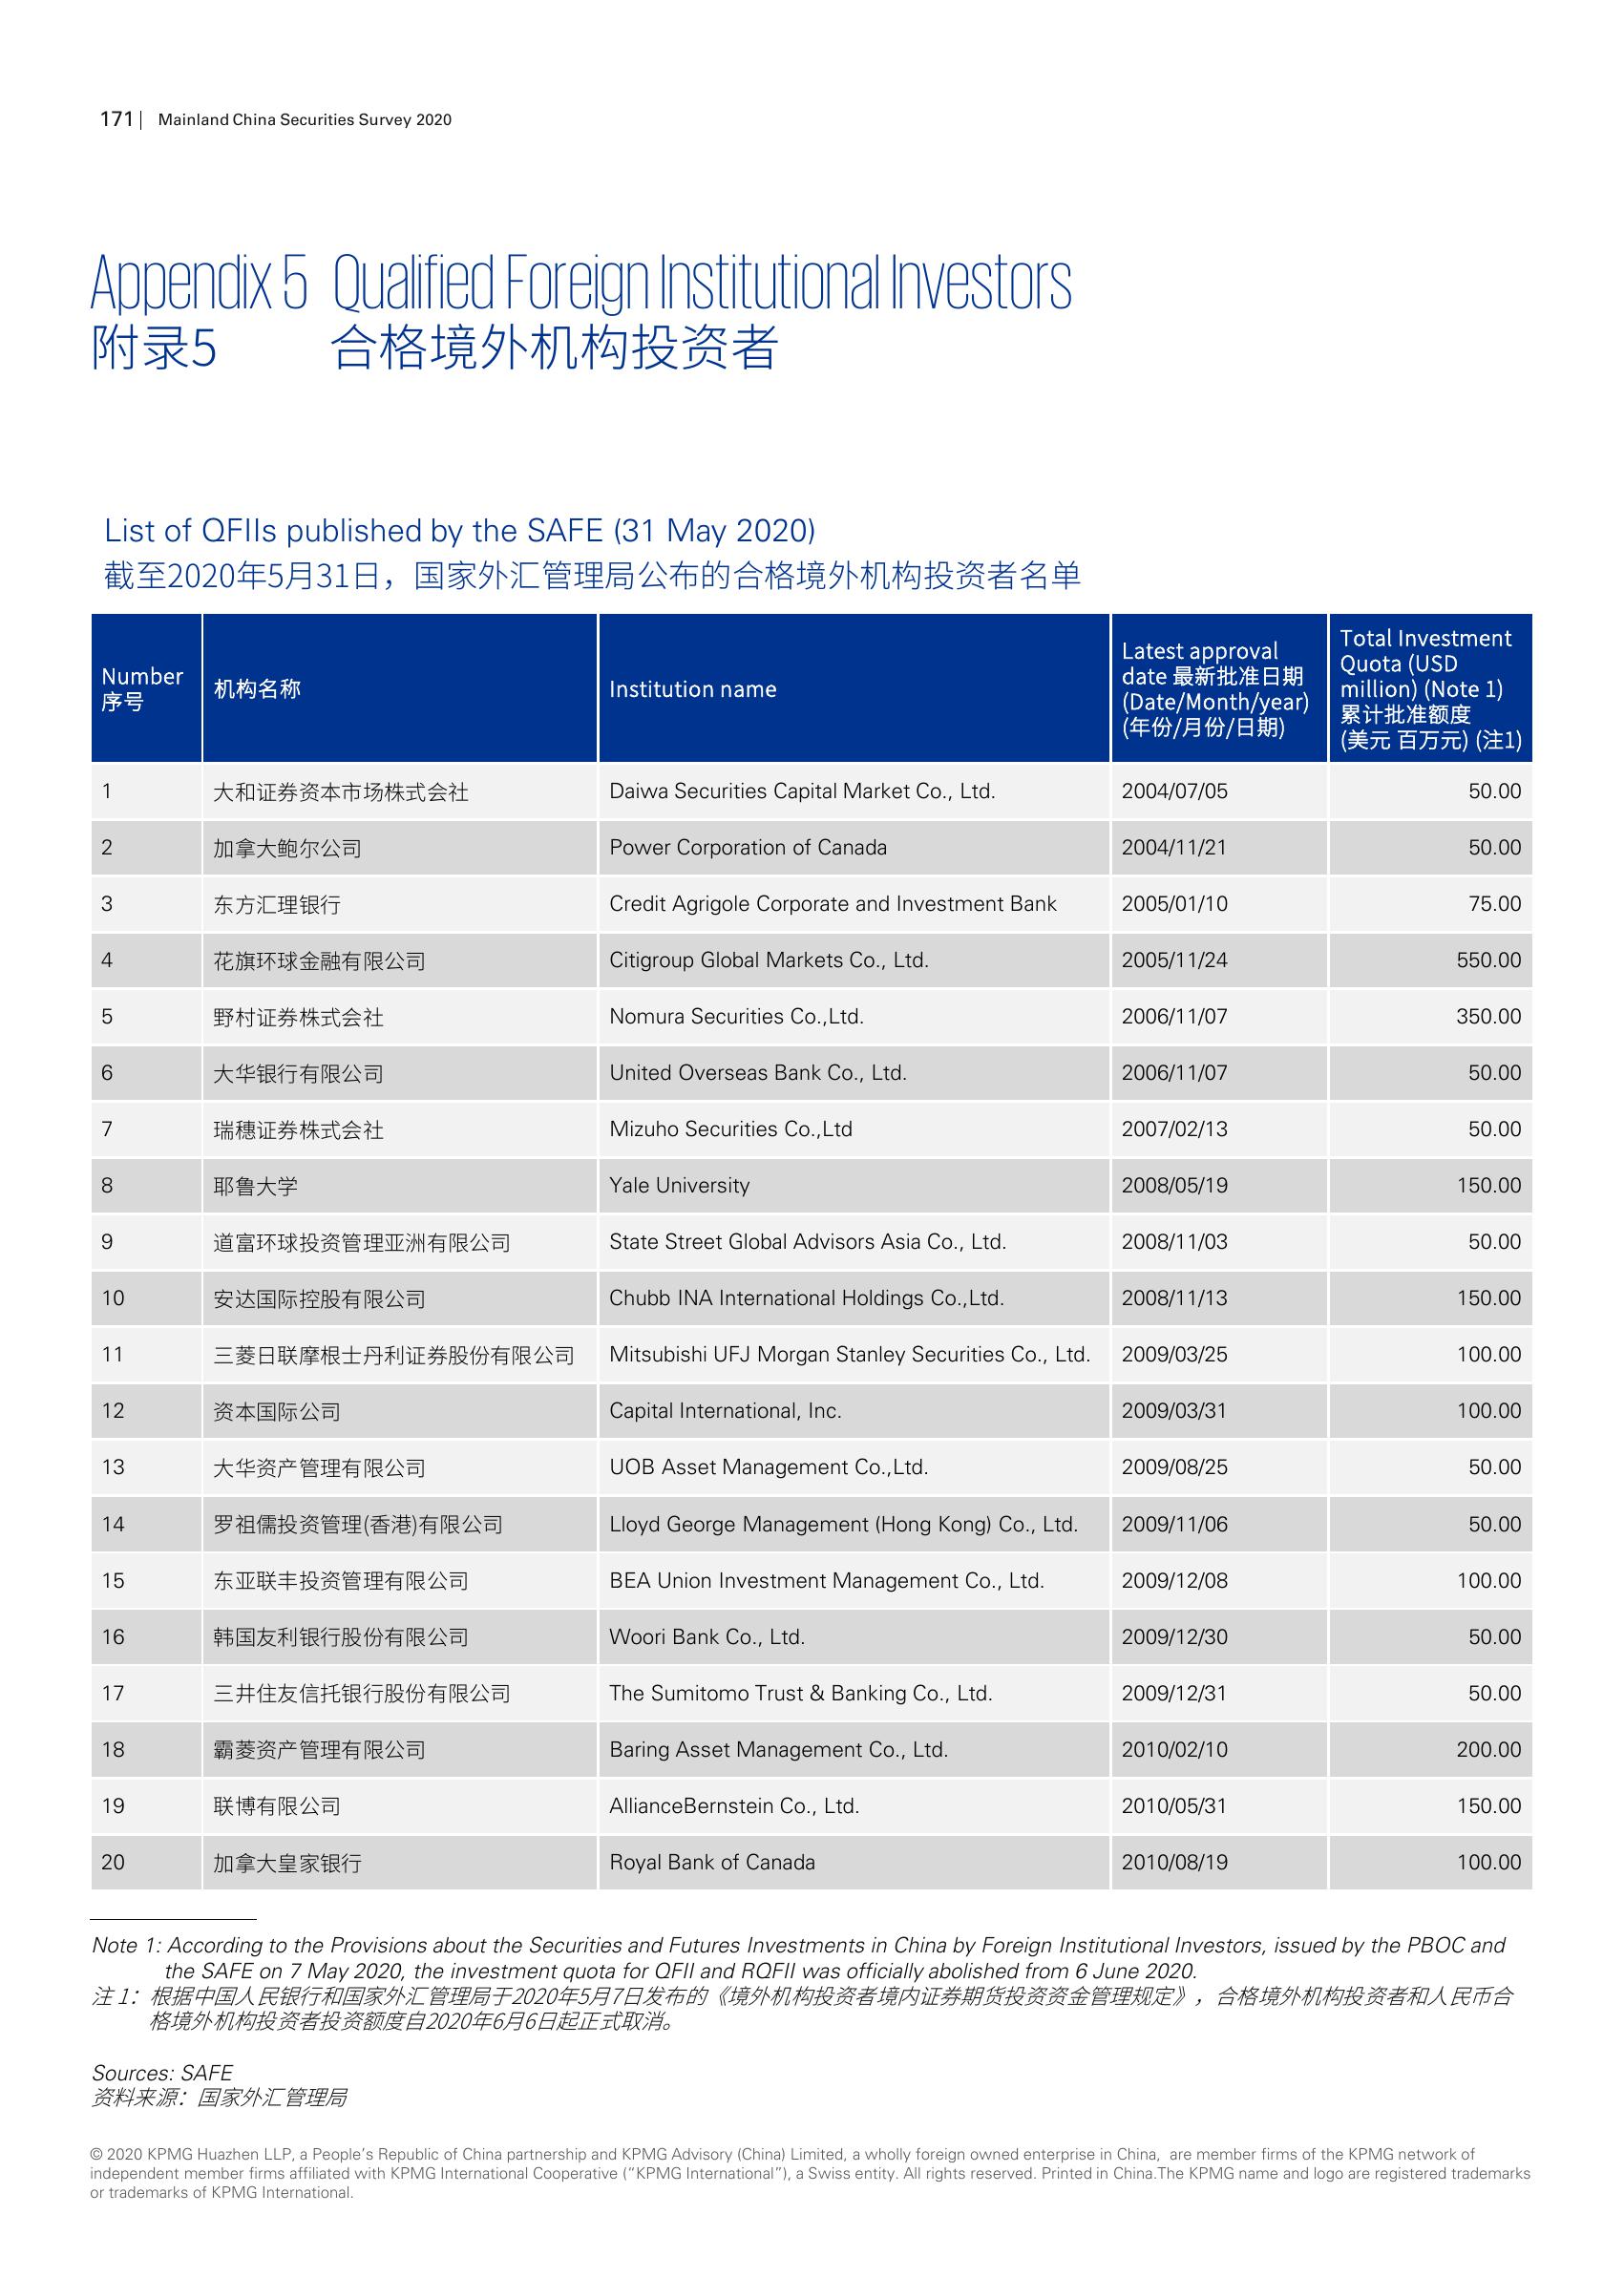 171 | Mainland China Securities Survey 2020
Appendix 5 Qualified Foreign Institutional Investors
附录5 合格境外机构投资者
List of QFIIs published by the SAFE (31 May 2020)
截至2020年5月31日，国家外汇管理局公布的合格境外机构投资者名单
Number 序号 机构名称 Institution name Latest approval date 最新批准日期 (Date/Month/year) (年份/月份/日期) Total Investment Quota (USD million) (Note 1) 累计批准额度 (美元 百万元) (注1)
1 大和证券资本市场株式会社 Daiwa Securities Capital Market Co., Ltd. 2004/07/05 50.00
2 加拿大鲍尔公司 Power Corporation of Canada 2004/11/21 50.00
3 东方汇理银行 Credit Agrigole Corporate and Investment Bank 2005/01/10 75.00
4 花旗环球金融有限公司 Citigroup Global Markets Co., Ltd. 2005/11/24 550.00
5 野村证券株式会社 Nomura Securities Co.,Ltd. 2006/11/07 350.00
6 大华银行有限公司 United Overseas Bank Co., Ltd. 2006/11/07 50.00
7 瑞穗证券株式会社 Mizuho Securities Co.,Ltd 2007/02/13 50.00
8 耶鲁大学 Yale University 2008/05/19 150.00
9 道富环球投资管理亚洲有限公司 State Street Global Advisors Asia Co., Ltd. 2008/11/03 50.00
10 安达国际控股有限公司 Chubb INA International Holdings Co.,Ltd. 2008/11/13 150.00
11 三菱日联摩根士丹利证券股份有限公司 Mitsubishi UFJ Morgan Stanley Securities Co., Ltd. 2009/03/25 100.00
12 资本国际公司 Capital International, Inc. 2009/03/31 100.00
13 大华资产管理有限公司 UOB Asset Management Co.,Ltd. 2009/08/25 50.00
14 罗祖儒投资管理(香港)有限公司 Lloyd George Management (Hong Kong) Co., Ltd. 2009/11/06 50.00
15 东亚联丰投资管理有限公司 BEA Union Investment Management Co., Ltd. 2009/12/08 100.00
16 韩国友利银行股份有限公司 Woori Bank Co., Ltd. 2009/12/30 50.00
17 三井住友信托银行股份有限公司 The Sumitomo Trust & Banking Co., Ltd. 2009/12/31 50.00
18 霸菱资产管理有限公司 Baring Asset Management Co., Ltd. 2010/02/10 200.00
19 联博有限公司 AllianceBernstein Co., Ltd. 2010/05/31 150.00
20 加拿大皇家银行 Royal Bank of Canada 2010/08/19 100.00
Note 1: According to the Provisions about the Securities and Futures Investments in China by Foreign Institutional Investors, issued by the PBOC and
the SAFE on 7 May 2020, the investment quota for QFII and RQFII was officially abolished from 6 June 2020.
注 1：根据中国人民银行和国家外汇管理局于2020年5月7日发布的《境外机构投资者境内证券期货投资资金管理规定》，合格境外机构投资者和人民币合
格境外机构投资者投资额度自2020年6月6日起正式取消。
Sources: SAFE
资料来源：国家外汇管理局
© 2020 KPMG Huazhen LLP, a People’s Republic of China partnership and KPMG Advisory (China) Limited, a wholly foreign owned enterprise in China, are member firms of the KPMG network of
independent member firms affiliated with KPMG International Cooperative (“KPMG International”), a Swiss entity. All rights reserved. Printed in China.The KPMG name and logo are registered trademarks
or trademarks of KPMG International.